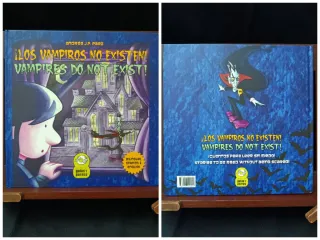 ¡LOS VAMPIROS NO EXISTEN!
VAMPIRES DO NOT EXIST!
¡LOS VAMPIROS NO EXISTEN!
VAMPIRES DO NOT EXIST!
¡CUENTOS PARA LEER SIN MIEDO!
STORIES TO BE READ WITHOUT BEING SCARED!